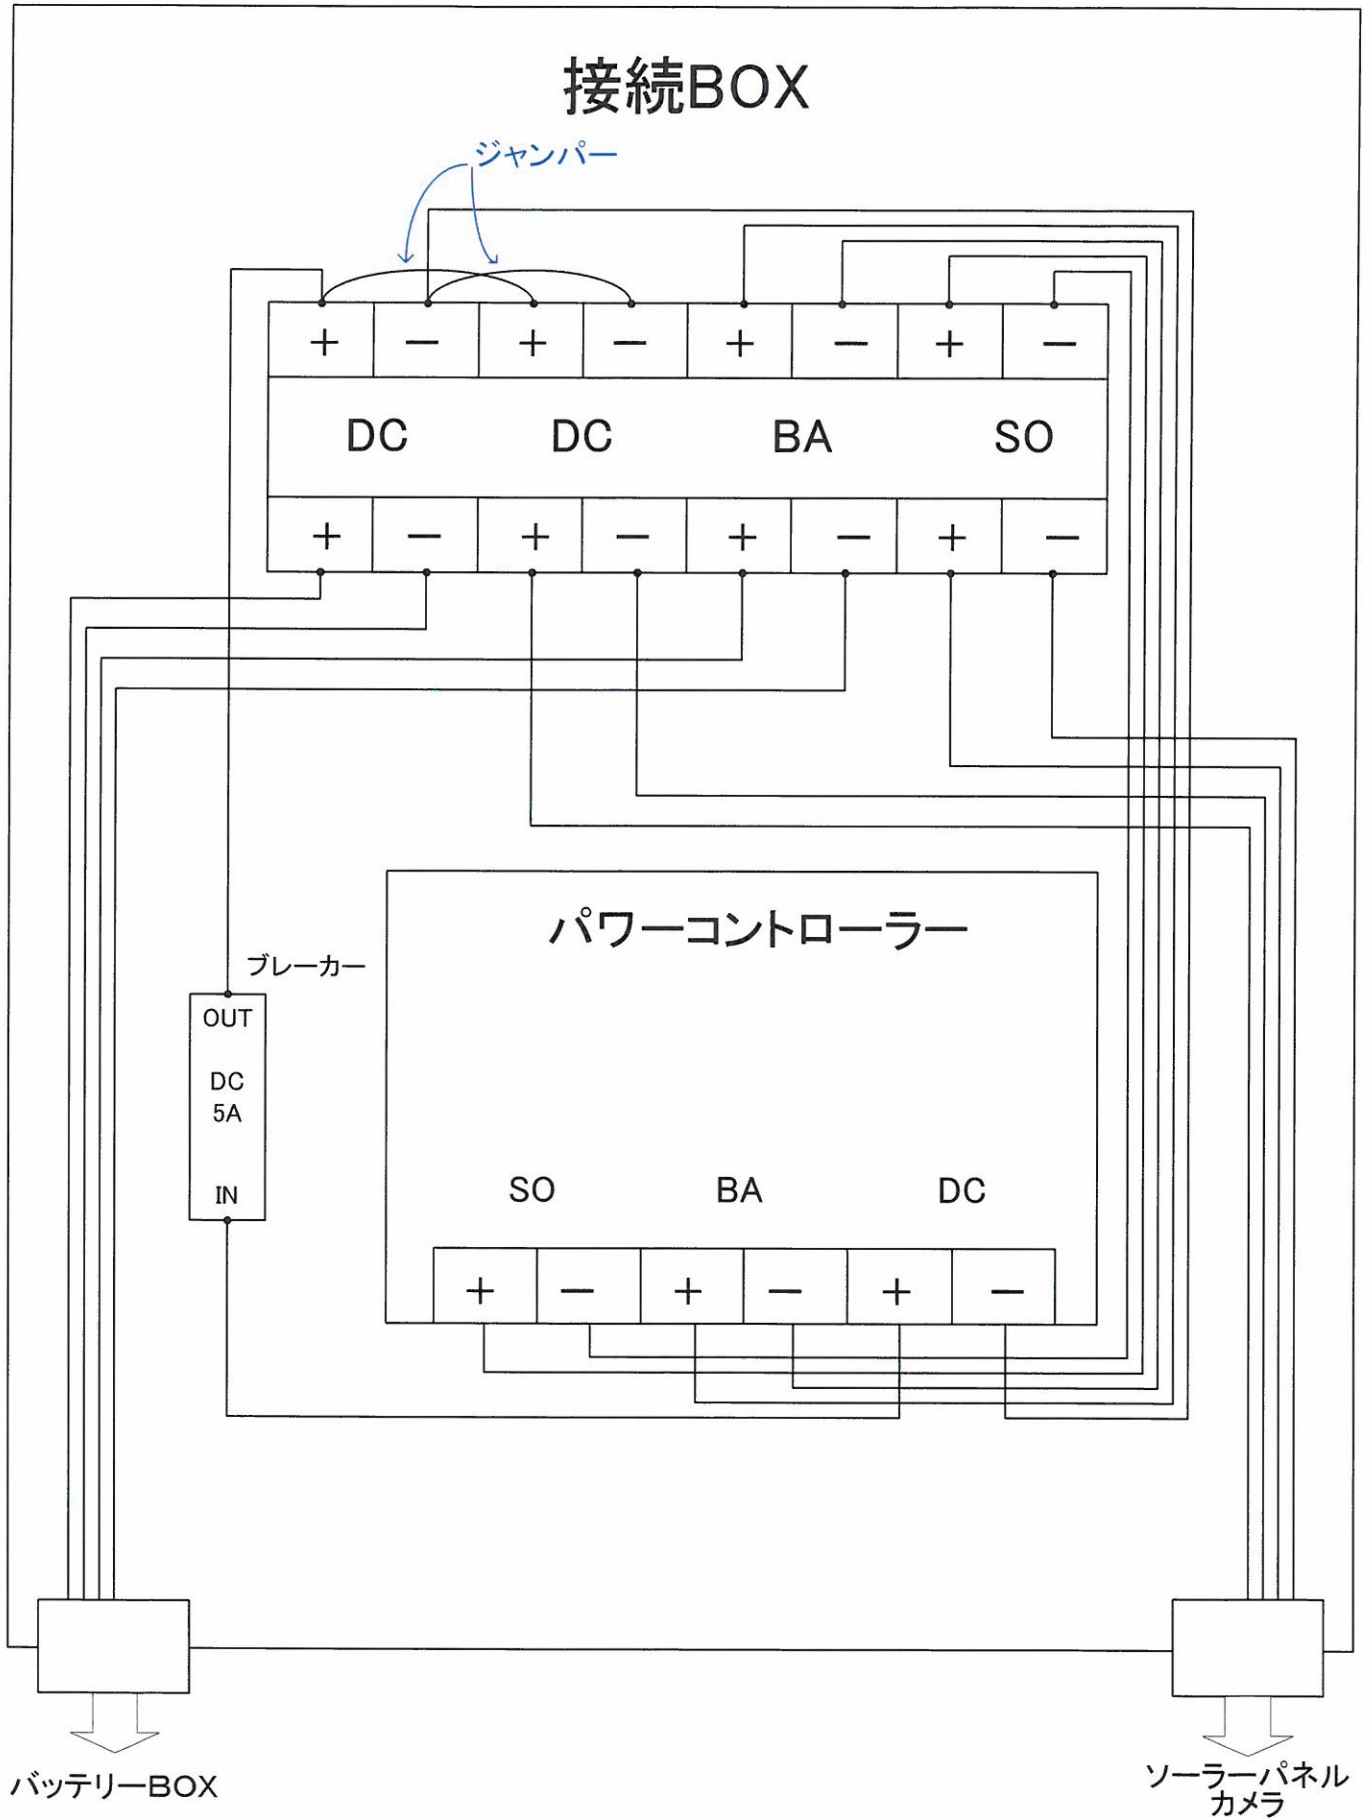 接続BOX
ジャンパー
+ － + － + － + －
DC DC BA SO
+ － + － + － + －
パワーコントローラー
ブレーカー
OUT
DC
5A
IN
SO BA DC
+ － + － + －
バッテリーBOX
ソーラーパネル
カメラ